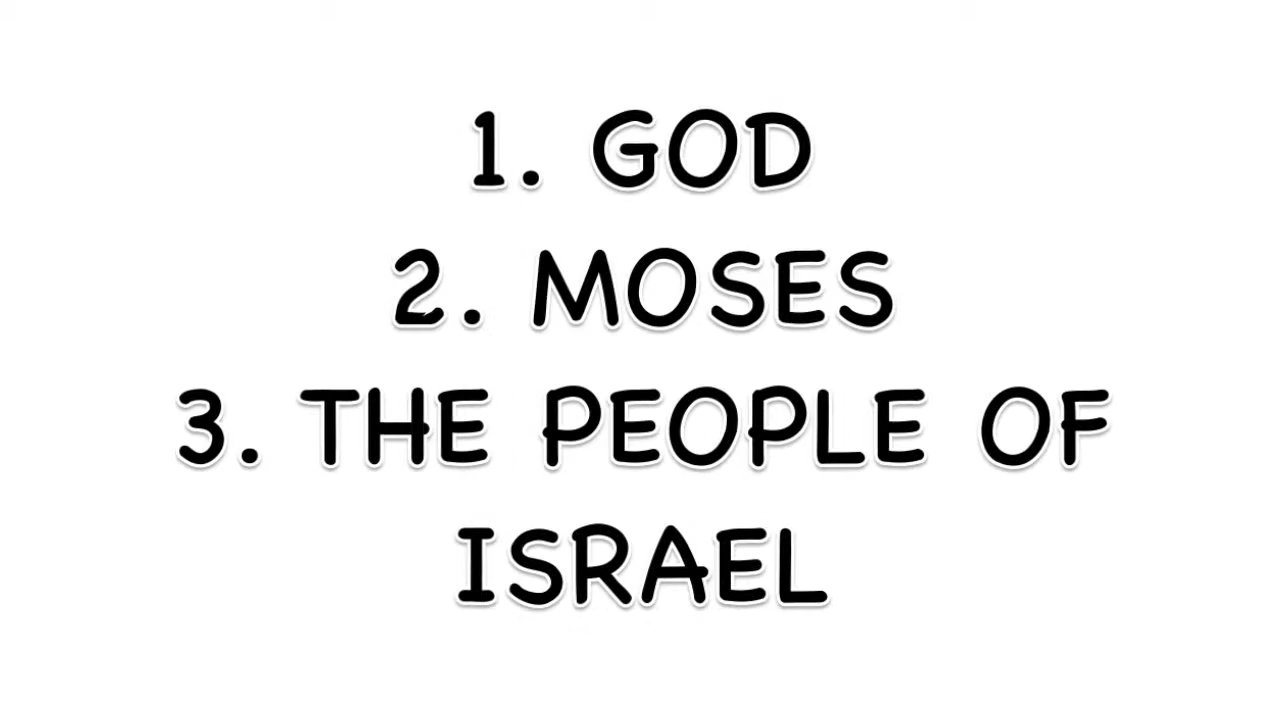 1. GOD
2. MOSES
3. THE PEOPLE OF
ISRAEL